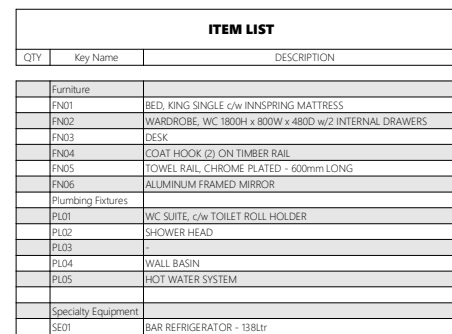 ITEM LIST
QTY Key Name DESCRIPTION
Furniture
FN01 BED, KING SINGLE c/w INNSPRING MATTRESS
FN02 WARDROBE, WC 1800H x 800W x 480D w/2 INTERNAL DRAWERS
FN03 DESK
FN04 COAT HOOK (2) ON TIMBER RAIL
FN05 TOWEL RAIL, CHROME PLATED - 600mm LONG
FN06 ALUMINUM FRAMED MIRROR
Plumbing Fixtures
PL01 WC SUITE, c/w TOILET ROLL HOLDER
PL02 SHOWER HEAD
PL03 -
PL04 WALL BASIN
PL05 HOT WATER SYSTEM
Specialty Equipment
SE01 BAR REFRIGERATOR - 138Ltr